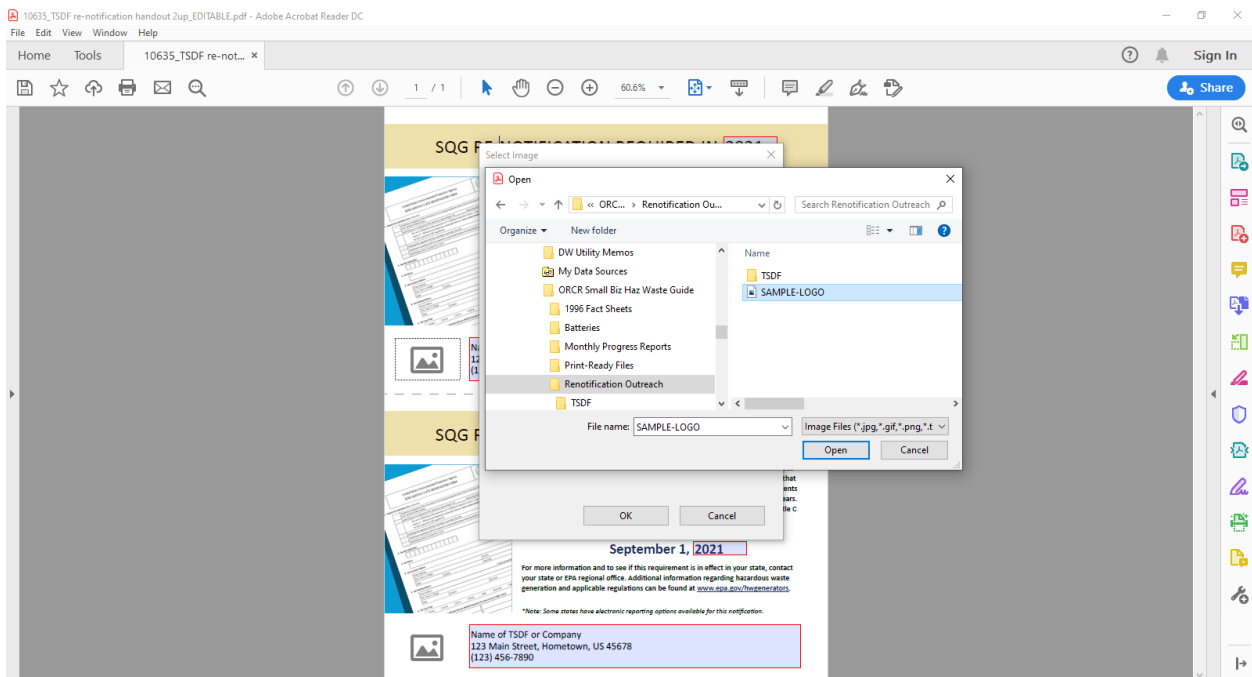 10635_TSDF re-notification handout 2up_EDITABLE.pdf - Adobe Acrobat Reader DC
File Edit View Window Help
Home Tools 10635_TSDF re-not... ×
Sign In
1 / 1
60.6%
Share
SQG RE-NOTIFICATION REQUIRED IN 2021
Select Image
Open
« ORC... › Renotification Ou...
Search Renotification Outreach
Organize
New folder
DW Utility Memos
My Data Sources
ORCR Small Biz Haz Waste Guide
1996 Fact Sheets
Batteries
Monthly Progress Reports
Print-Ready Files
Renotification Outreach
TSDF
Name
TSDF
SAMPLE-LOGO
File name: SAMPLE-LOGO
Image Files (*.jpg,*.gif,*.png,*.t
Open
Cancel
Na
12
(1
SQG
that
ents
ears.
tle C
OK
Cancel
September 1, 2021
For more information and to see if this requirement is in effect in your state, contact
your state or EPA regional office. Additional information regarding hazardous waste
generation and applicable regulations can be found at www.epa.gov/hwgenerators.
*Note: Some states have electronic reporting options available for this notification.
Name of TSDF or Company
123 Main Street, Hometown, US 45678
(123) 456-7890